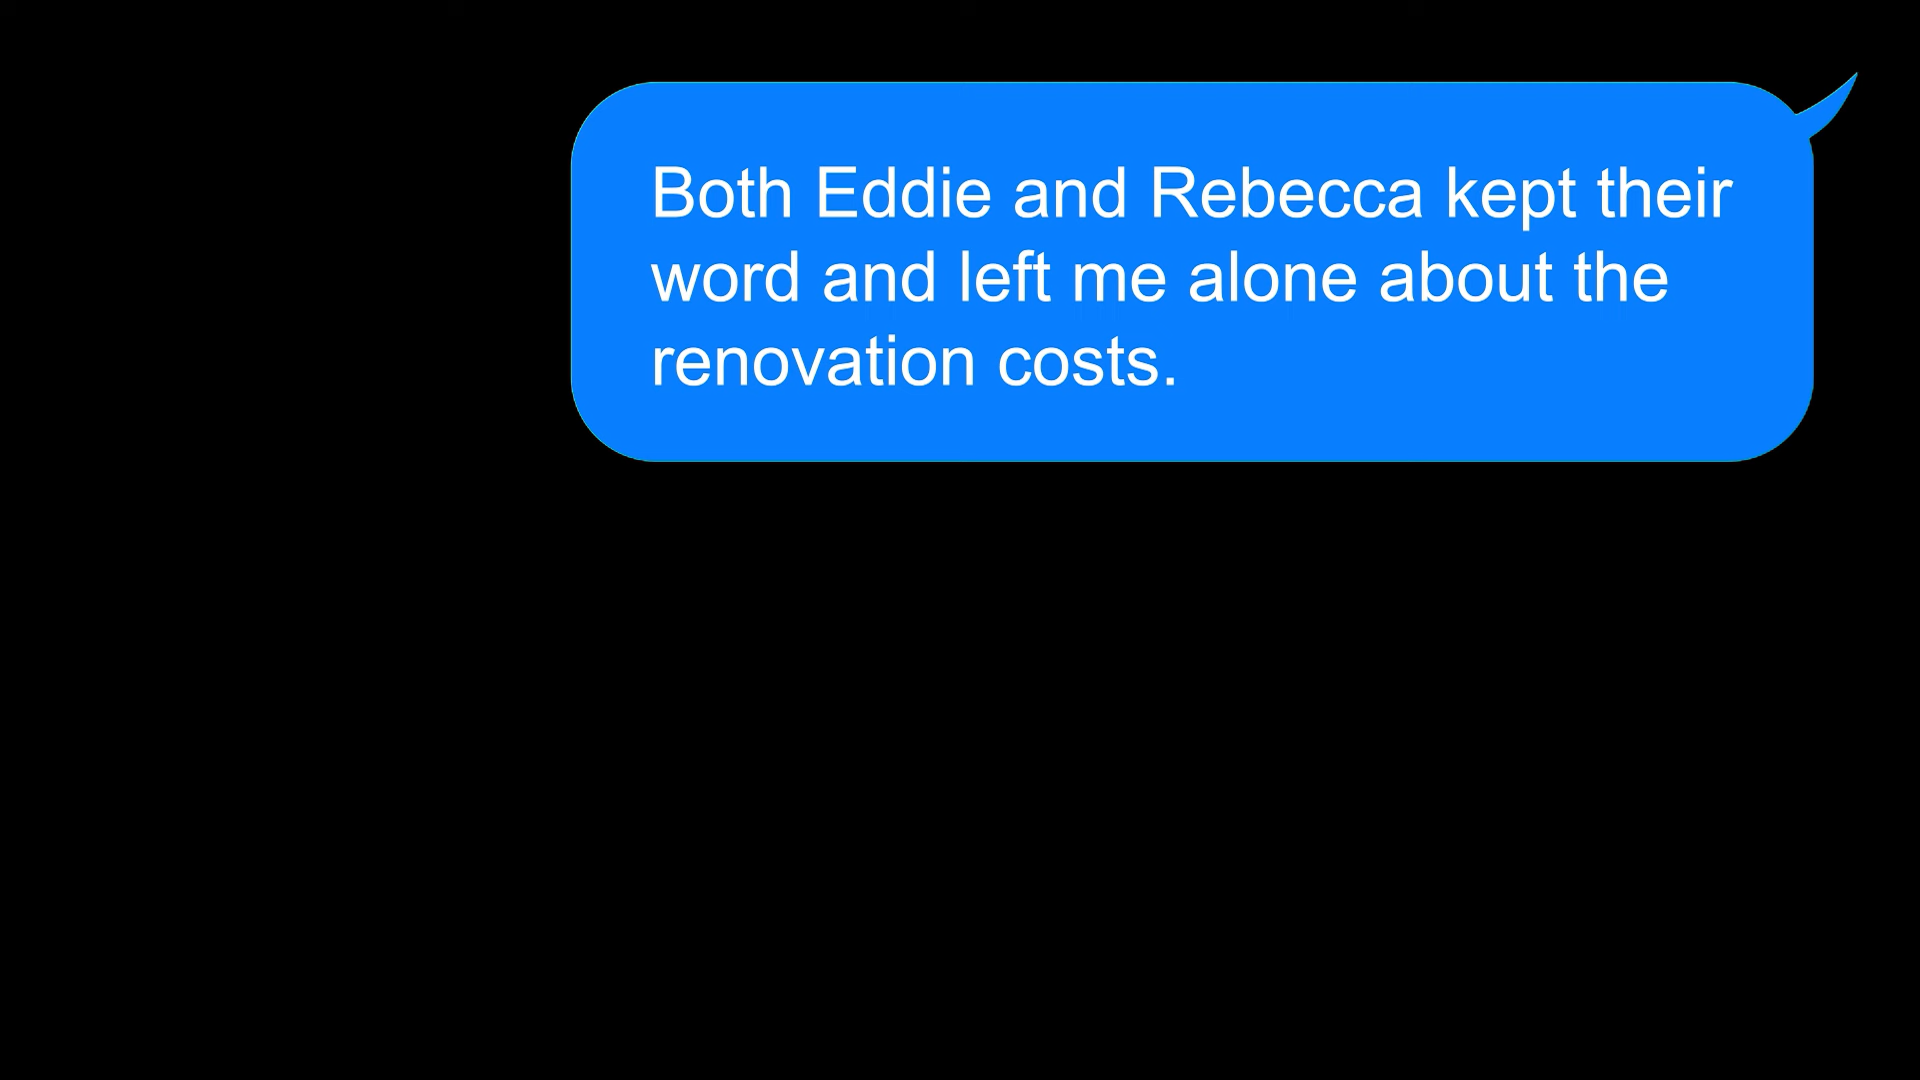 Both Eddie and Rebecca kept their
word and left me alone about the
renovation costs.